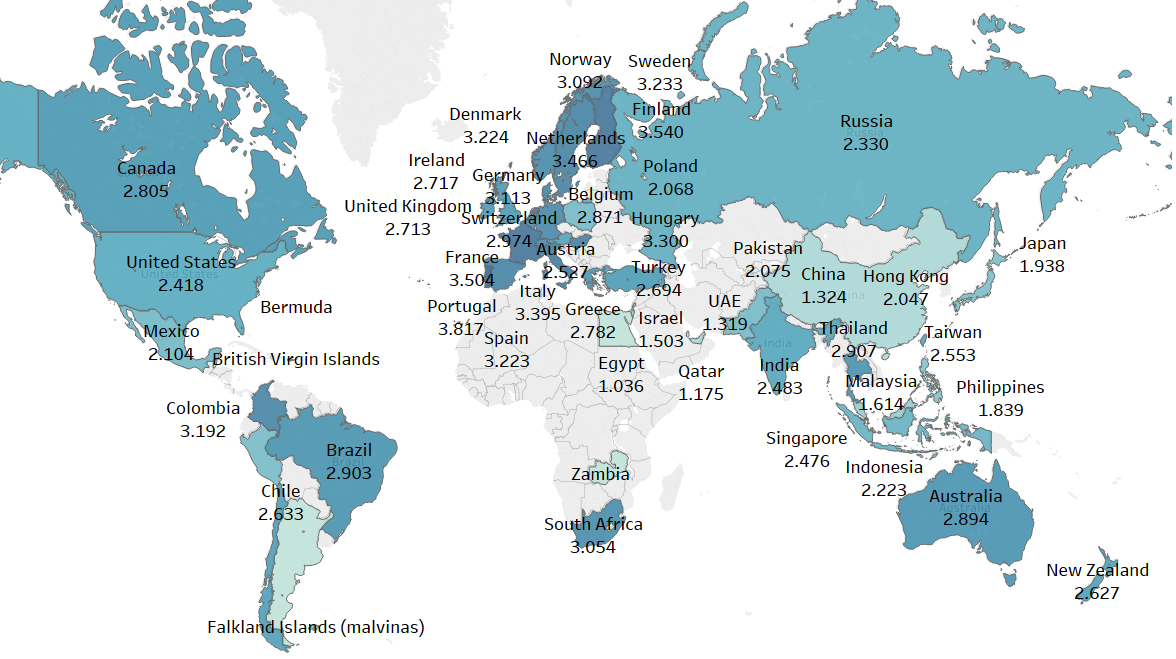 Norway
3.092
Sweden
3.233
Denmark
3.224
Finland
3.540
Russia
Russia
2.330
Netherlands
3.466
Ireland
2.717
Germany
3.113
Poland
2.068
Canada
2.805
Belgium
2.871
United Kingdom
2.713
Switzerland
2.974
Hungary
3.300
France
3.504
Austria
2.527
Pakistan
2.075
Japan
1.938
United States
United States
2.418
Turkey
2.694
China
1.324
Hong Kong
2.047
Italy
3.395
Bermuda
Portugal
3.817
Greece
2.782
Israel
1.503
UAE
1.319
Mexico
2.104
Spain
3.223
Thailand
2.907
Taiwan
2.553
India
India
2.483
British Virgin Islands
Egypt
1.036
Qatar
1.175
Malaysia
1.614
Philippines
1.839
Colombia
3.192
Singapore
2.476
Brazil
Brazil
2.903
Indonesia
2.223
Zambia
Chile
2.633
Australia
Australia
2.894
South Africa
3.054
New Zealand
2.627
Falkland Islands (malvinas)